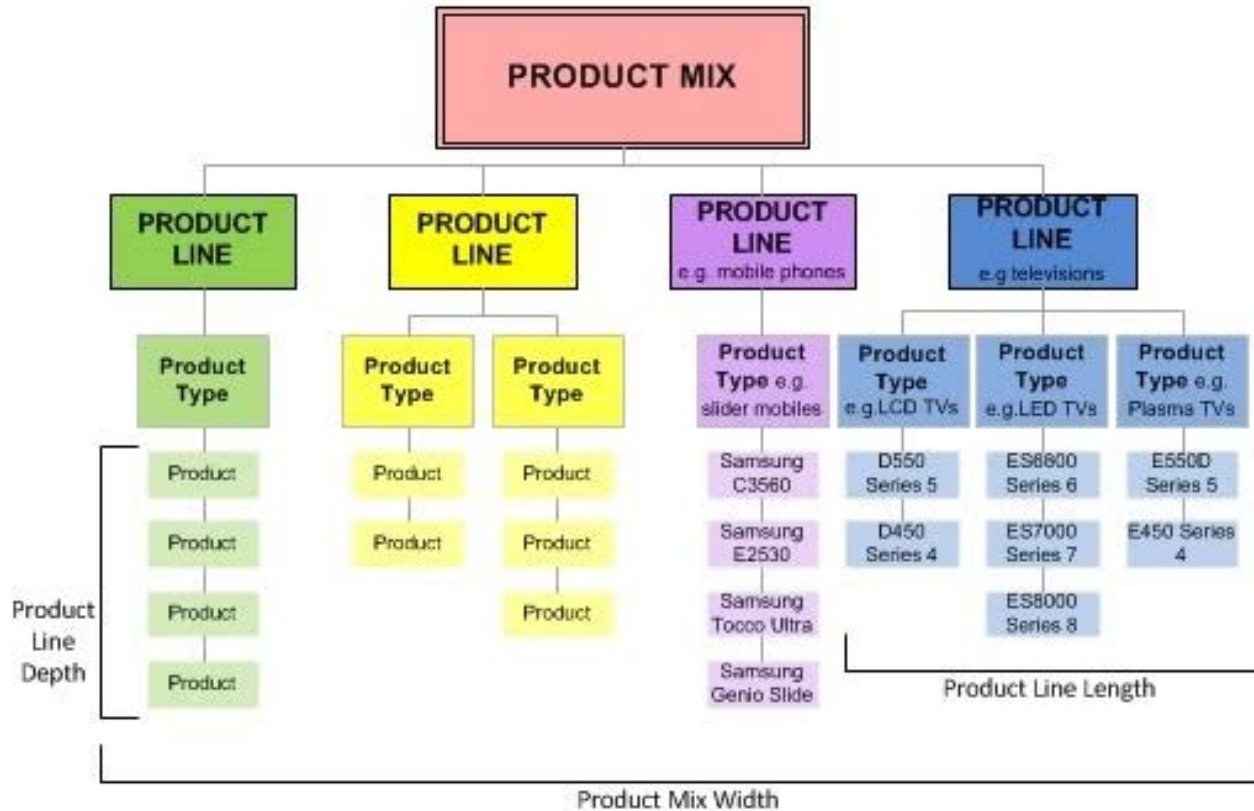 PRODUCT MIX
PRODUCT
LINE
PRODUCT
LINE
PRODUCT
LINE
e.g. mobile phones
PRODUCT
LINE
e.g televisions
Product
Type
Product
Type
Product
Type
Product
Type e.g.
slider mobiles
Product
Type
e.g.LCD TVs
Product
Type
e.g.LED TVs
Product
Type e.g.
Plasma TVs
Product
Product
Product
Product
Product
Product
Product
Product
Product
Samsung
C3560
Samsung
E2530
Samsung
Tocco Ultra
Samsung
Genio Slide
D550
Series 5
D450
Series 4
ES6800
Series 6
ES7000
Series 7
ES8000
Series 8
E550D
Series 5
E450 Series
4
Product
Line
Depth
Product Line Length
Product Mix Width